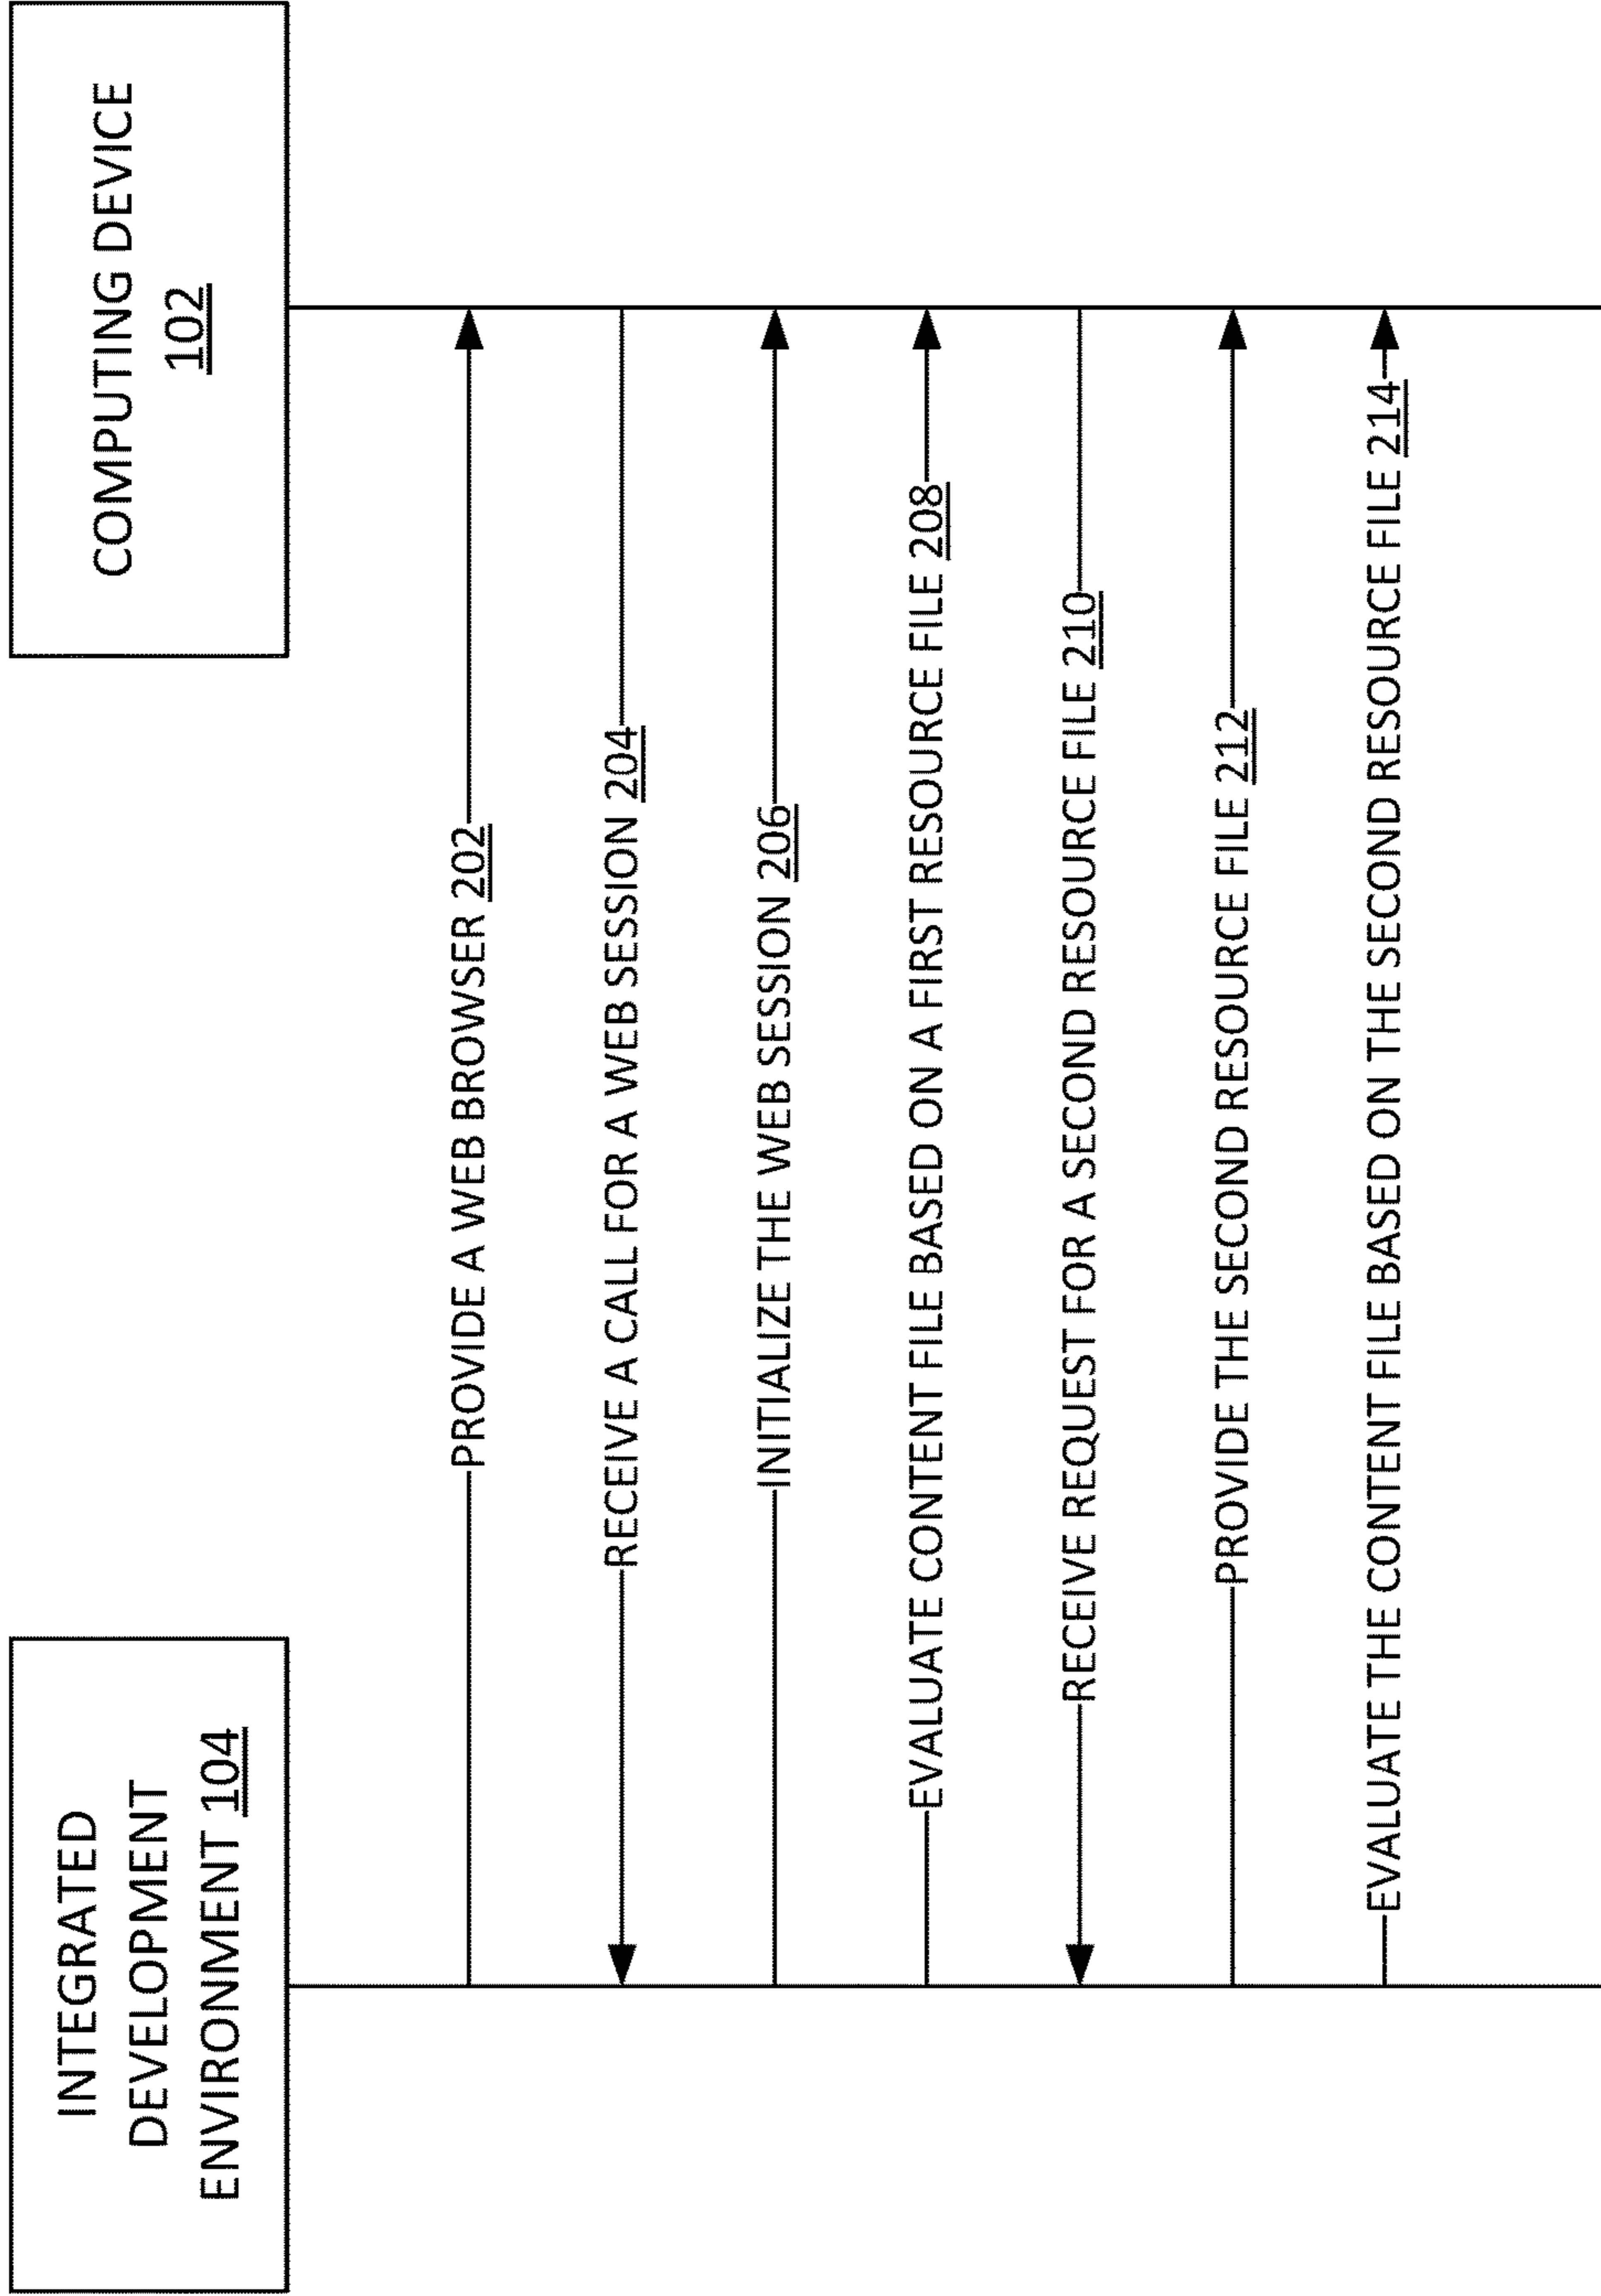 INTEGRATED
DEVELOPMENT
ENVIRONMENT 104
COMPUTING DEVICE
102
PROVIDE A WEB BROWSER 202
RECEIVE A CALL FOR A WEB SESSION 204
INITIALIZE THE WEB SESSION 206
EVALUATE CONTENT FILE BASED ON A FIRST RESOURCE FILE 208
RECEIVE REQUEST FOR A SECOND RESOURCE FILE 210
PROVIDE THE SECOND RESOURCE FILE 212
EVALUATE THE CONTENT FILE BASED ON THE SECOND RESOURCE FILE 214